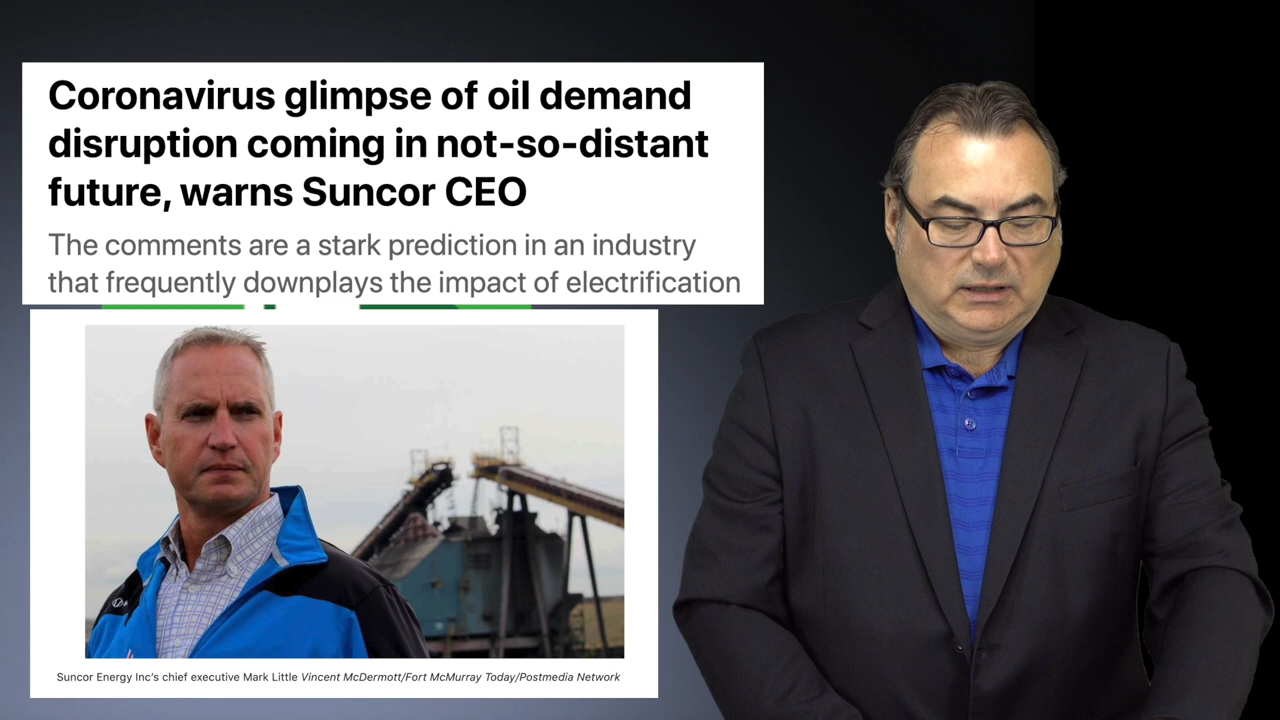 Coronavirus glimpse of oil demand
disruption coming in not-so-distant
future, warns Suncor CEO
The comments are a stark prediction in an industry
that frequently downplays the impact of electrification
Suncor Energy Inc's chief executive Mark Little Vincent McDermott/Fort McMurray Today/Postmedia Network